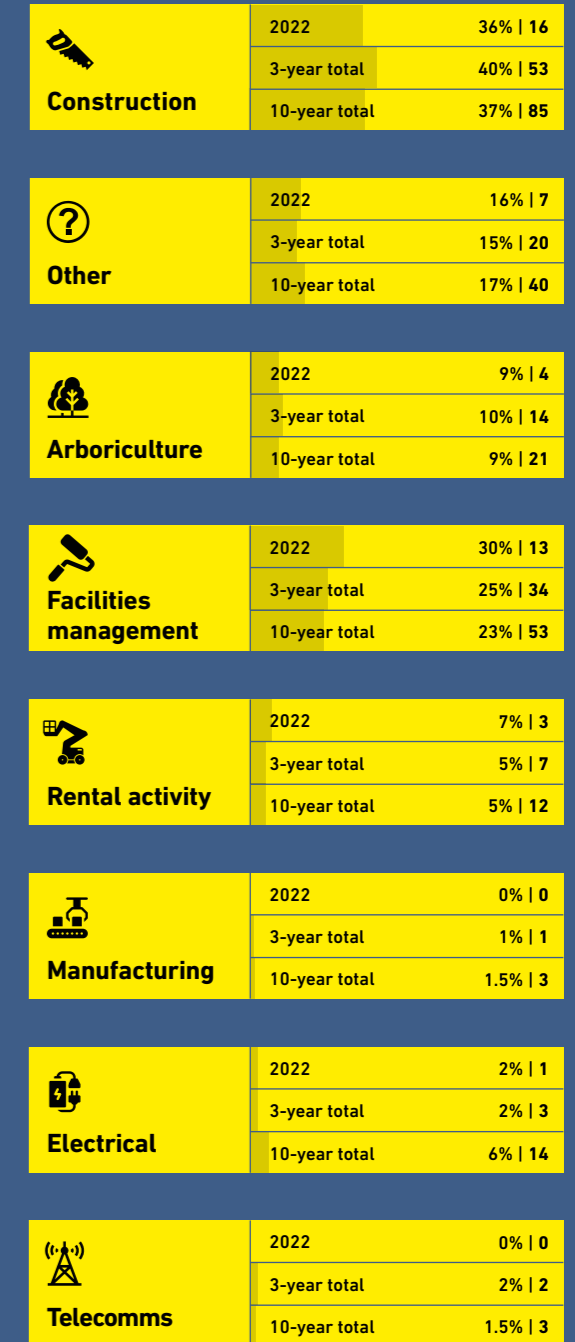 Construction
2022 36% | 16
3-year total 40% | 53
10-year total 37% | 85
Other
2022 16% | 7
3-year total 15% | 20
10-year total 17% | 40
Arboriculture
2022 9% | 4
3-year total 10% | 14
10-year total 9% | 21
Facilities
management
2022 30% | 13
3-year total 25% | 34
10-year total 23% | 53
Rental activity
2022 7% | 3
3-year total 5% | 7
10-year total 5% | 12
Manufacturing
2022 0% | 0
3-year total 1% | 1
10-year total 1.5% | 3
Electrical
2022 2% | 1
3-year total 2% | 3
10-year total 6% | 14
Telecomms
2022 0% | 0
3-year total 2% | 2
10-year total 1.5% | 3